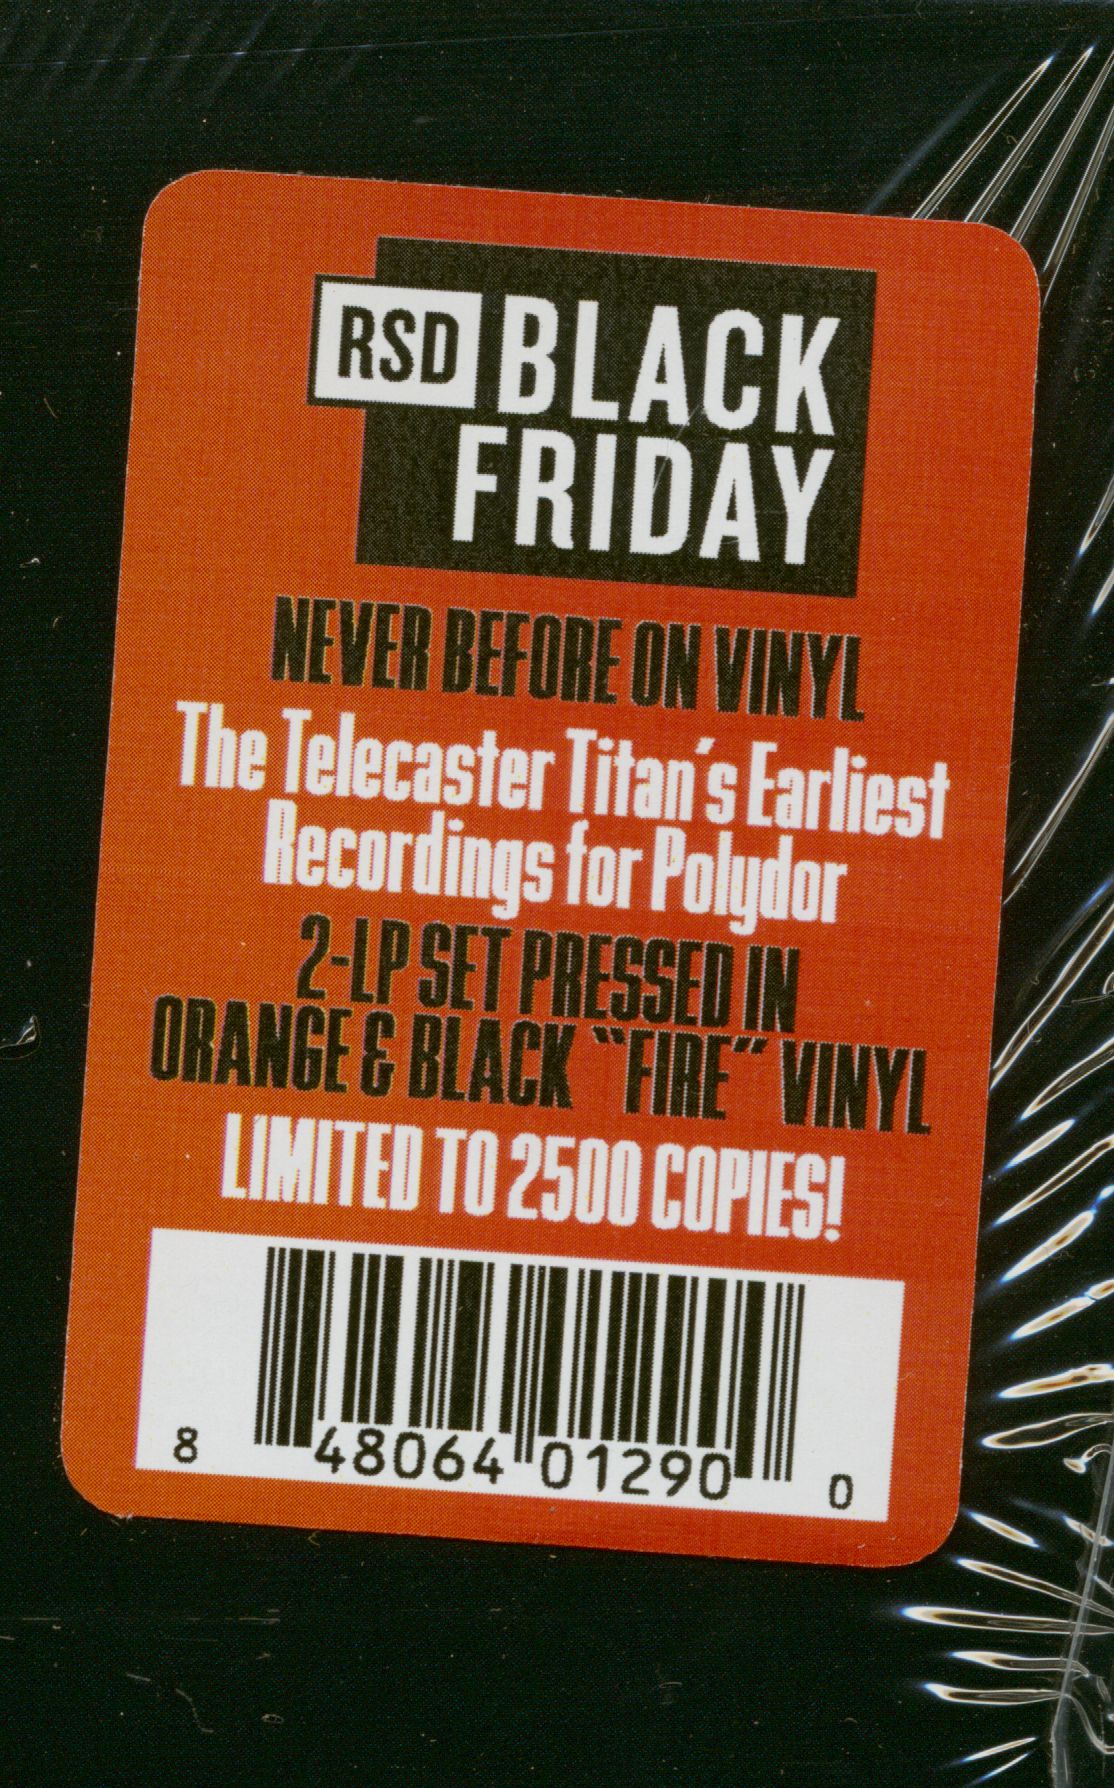 RSD BLACK
FRIDAY
NEVER BEFORE ON VINYL
The Telecaster Titan's Earliest
Recordings for Polydor
2-LP SET PRESSED IN
ORANGE & BLACK "FIRE" VINYL
LIMITED TO 2500 COPIES!
8 48064 01290 0